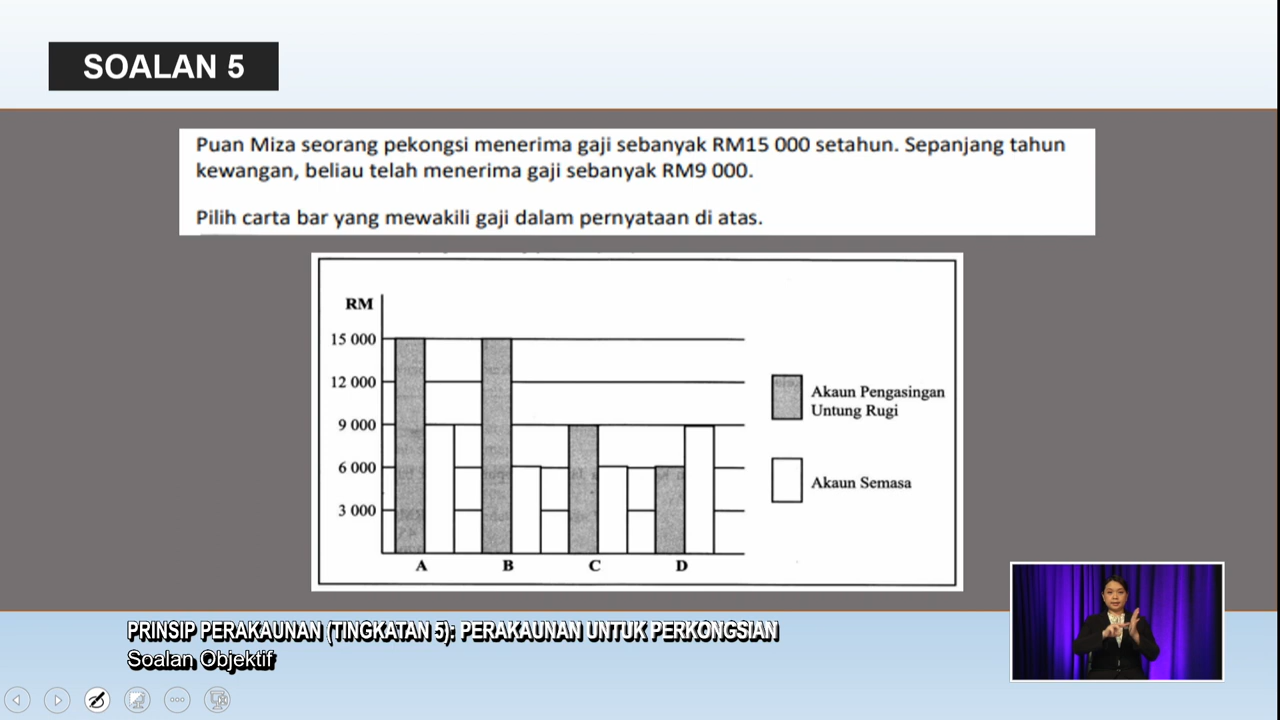 SOALAN 5
Puan Miza seorang pekongsi menerima gaji sebanyak RM15 000 setahun. Sepanjang tahun
kewangan, beliau telah menerima gaji sebanyak RM9 000.
Pilih carta bar yang mewakili gaji dalam pernyataan di atas.
RM
15 000
12 000
9 000
6 000
3 000
A B C D
Akaun Pengasingan
Untung Rugi
Akaun Semasa
PRINSIP PERAKAUNAN (TINGKATAN 5): PERAKAUNAN UNTUK PERKONGSIAN
Soalan Objektif